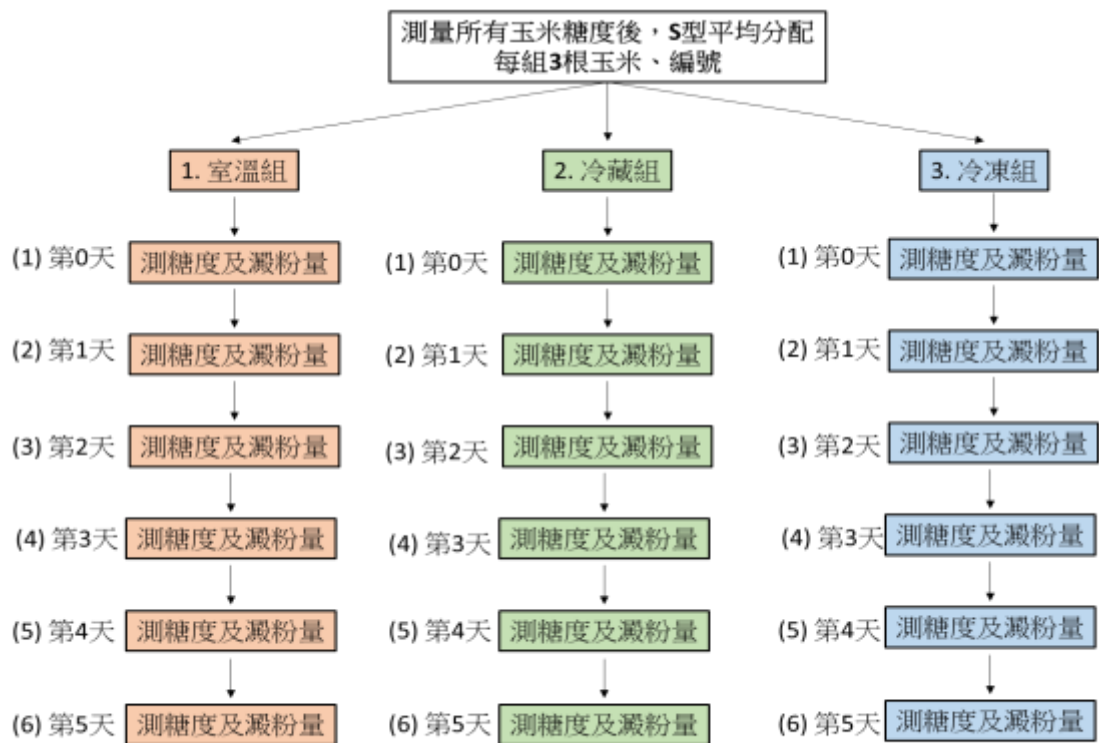 測量所有玉米糖度後，S型平均分配
每組3根玉米、編號
1. 室溫組
2. 冷藏組
3. 冷凍組
(1) 第0天 測糖度及澱粉量
(1) 第0天 測糖度及澱粉量
(1) 第0天 測糖度及澱粉量
(2) 第1天 測糖度及澱粉量
(2) 第1天 測糖度及澱粉量
(2) 第1天 測糖度及澱粉量
(3) 第2天 測糖度及澱粉量
(3) 第2天 測糖度及澱粉量
(3) 第2天 測糖度及澱粉量
(4) 第3天 測糖度及澱粉量
(4) 第3天 測糖度及澱粉量
(4) 第3天 測糖度及澱粉量
(5) 第4天 測糖度及澱粉量
(5) 第4天 測糖度及澱粉量
(5) 第4天 測糖度及澱粉量
(6) 第5天 測糖度及澱粉量
(6) 第5天 測糖度及澱粉量
(6) 第5天 測糖度及澱粉量